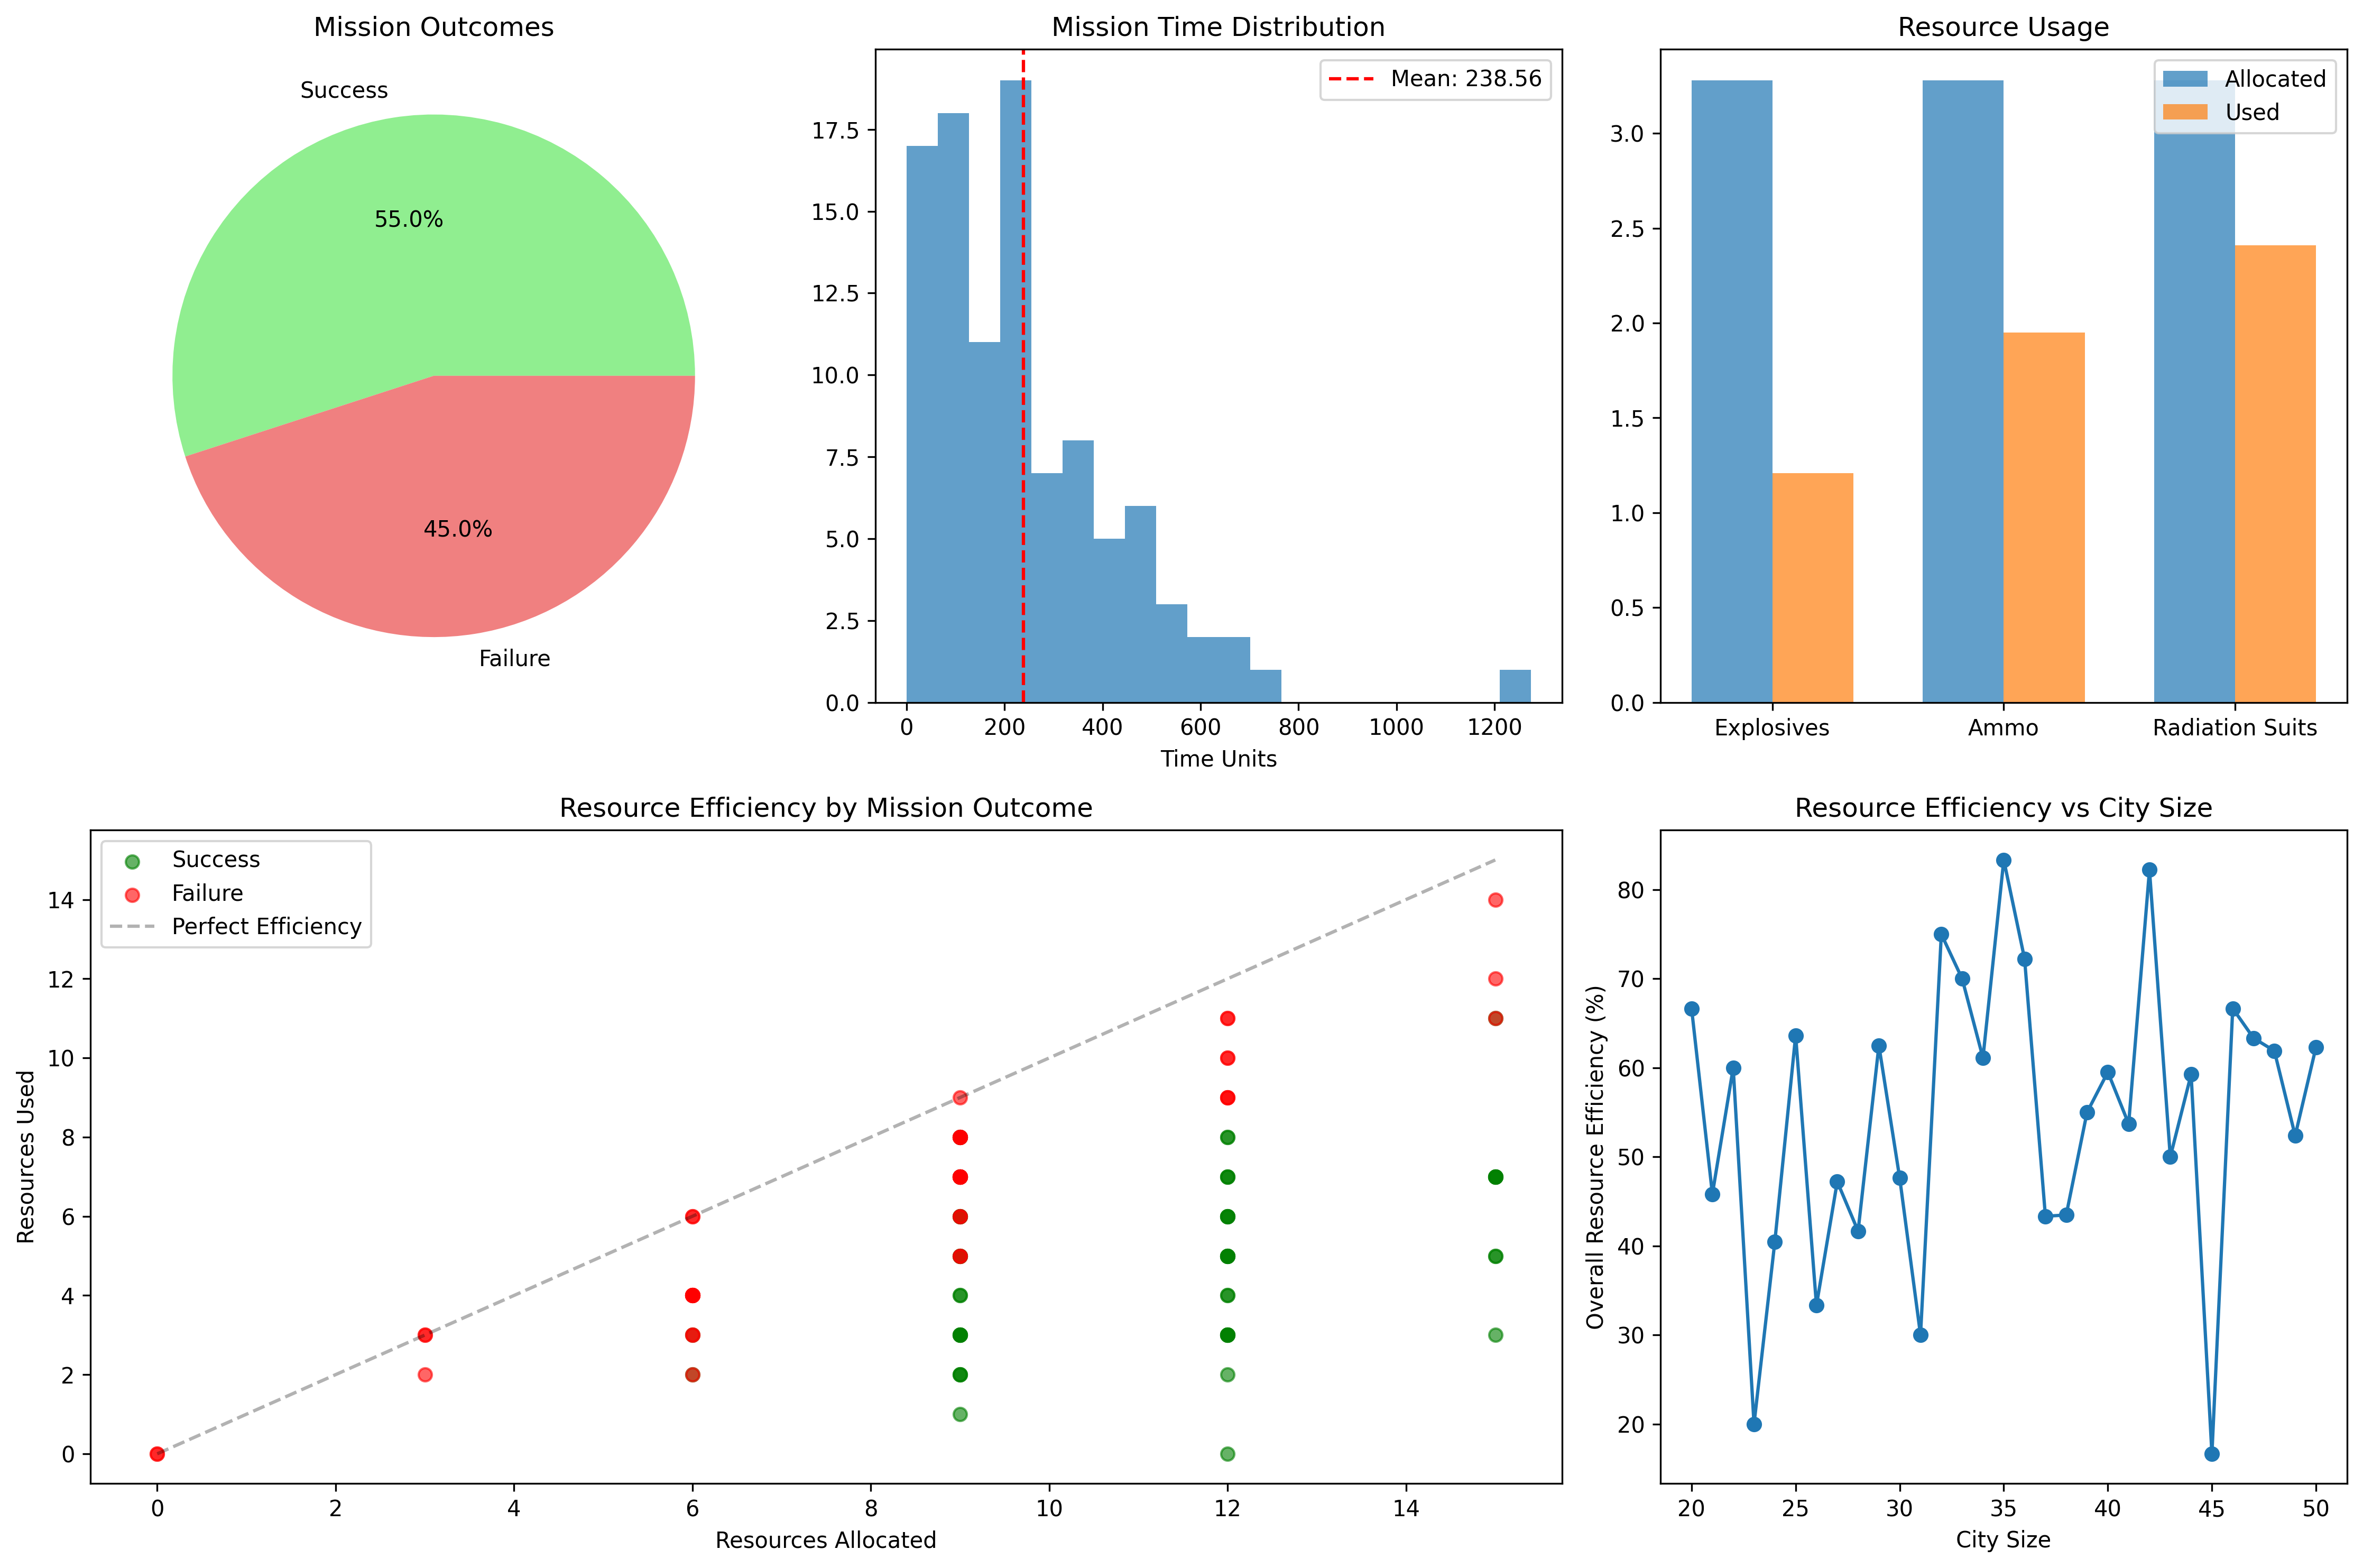 Mission Outcomes
Success
55.0%
45.0%
Failure
Mission Time Distribution
Mean: 238.56
17.5
15.0
12.5
10.0
7.5
5.0
2.5
0.0
0 200 400 600 800 1000 1200
Time Units
Resource Usage
Allocated
Used
3.0
2.5
2.0
1.5
1.0
0.5
0.0
Explosives Ammo Radiation Suits
Resource Efficiency by Mission Outcome
Success
Failure
Perfect Efficiency
Resources Used
14
12
10
8
6
4
2
0
0 2 4 6 8 10 12 14
Resources Allocated
Resource Efficiency vs City Size
Overall Resource Efficiency (%)
80
70
60
50
40
30
20
20 25 30 35 40 45 50
City Size